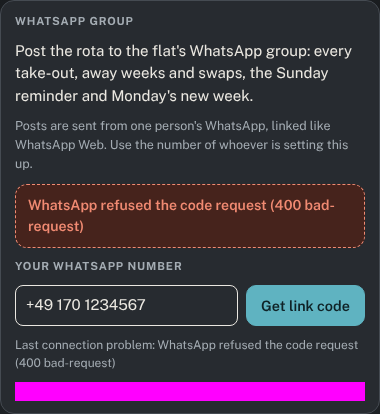 WHATSAPP GROUP
Post the rota to the flat's WhatsApp group: every
take-out, away weeks and swaps, the Sunday
reminder and Monday's new week.
Posts are sent from one person's WhatsApp, linked like
WhatsApp Web. Use the number of whoever is setting this
up.
WhatsApp refused the code request (400 bad-
request)
YOUR WHATSAPP NUMBER
+49 170 1234567
Get link code
Last connection problem: WhatsApp refused the code request
(400 bad-request)